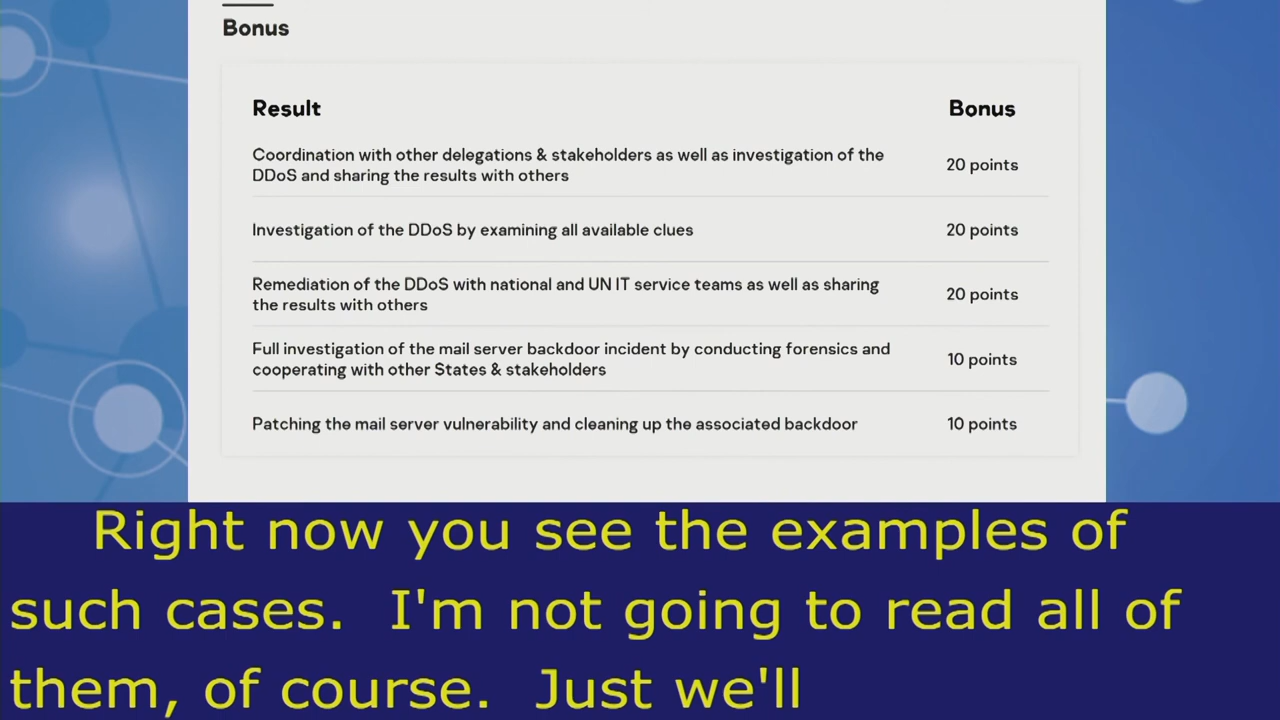 Bonus
Result Bonus
Coordination with other delegations & stakeholders as well as investigation of the
DDoS and sharing the results with others
20 points
Investigation of the DDoS by examining all available clues 20 points
Remediation of the DDoS with national and UN IT service teams as well as sharing
the results with others
20 points
Full investigation of the mail server backdoor incident by conducting forensics and
cooperating with other States & stakeholders
10 points
Patching the mail server vulnerability and cleaning up the associated backdoor 10 points
Right now you see the examples of
such cases. I'm not going to read all of
them, of course. Just we'll